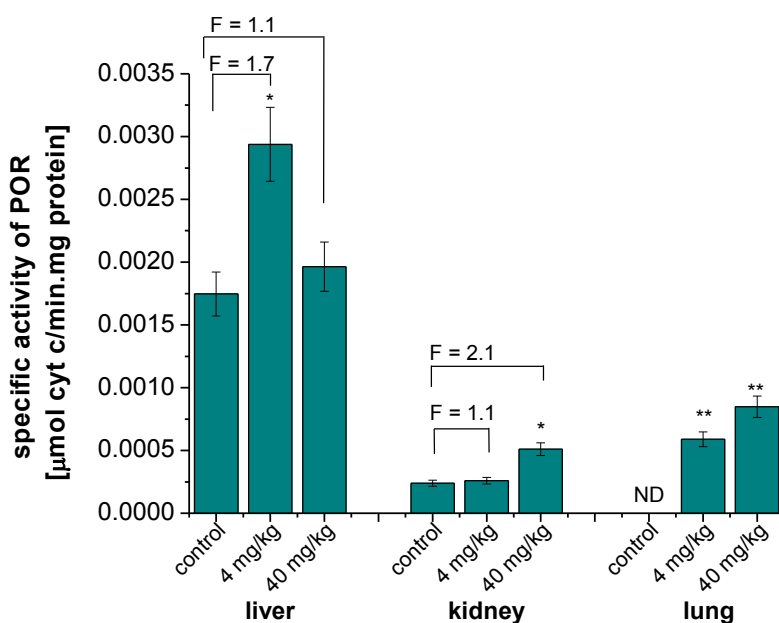 F = 1.1
F = 1.7
0.0035
*
0.0030
0.0025
0.0020
0.0015
0.0010
0.0005
0.0000
specific activity of POR
[μmol cyt c/min.mg protein]
F = 2.1
F = 1.1
*
ND
**
**
control
4 mg/kg
40 mg/kg
control
4 mg/kg
40 mg/kg
control
4 mg/kg
40 mg/kg
liver
kidney
lung